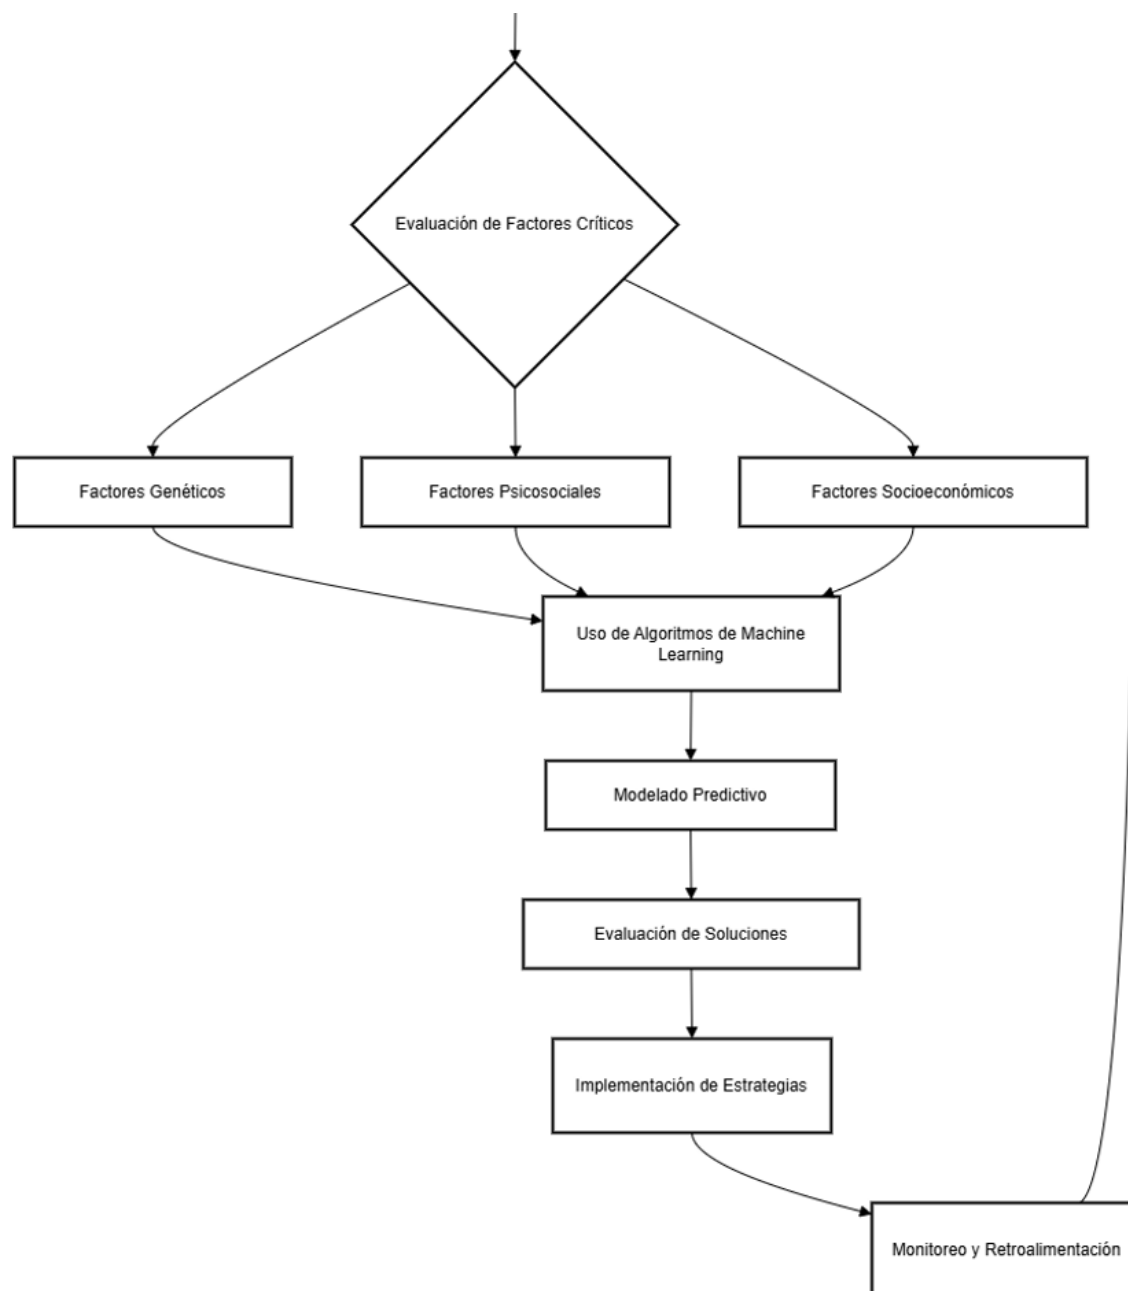 Evaluación de Factores Críticos
Factores Genéticos
Factores Psicosociales
Factores Socioeconómicos
Uso de Algoritmos de Machine
Learning
Modelado Predictivo
Evaluación de Soluciones
Implementación de Estrategias
Monitoreo y Retroalimentación